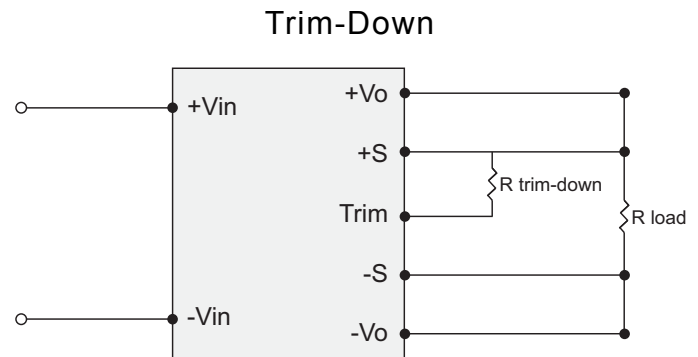 Trim-Down
+Vin
+Vo
+S
R trim-down
Trim
R load
-S
-Vin
-Vo